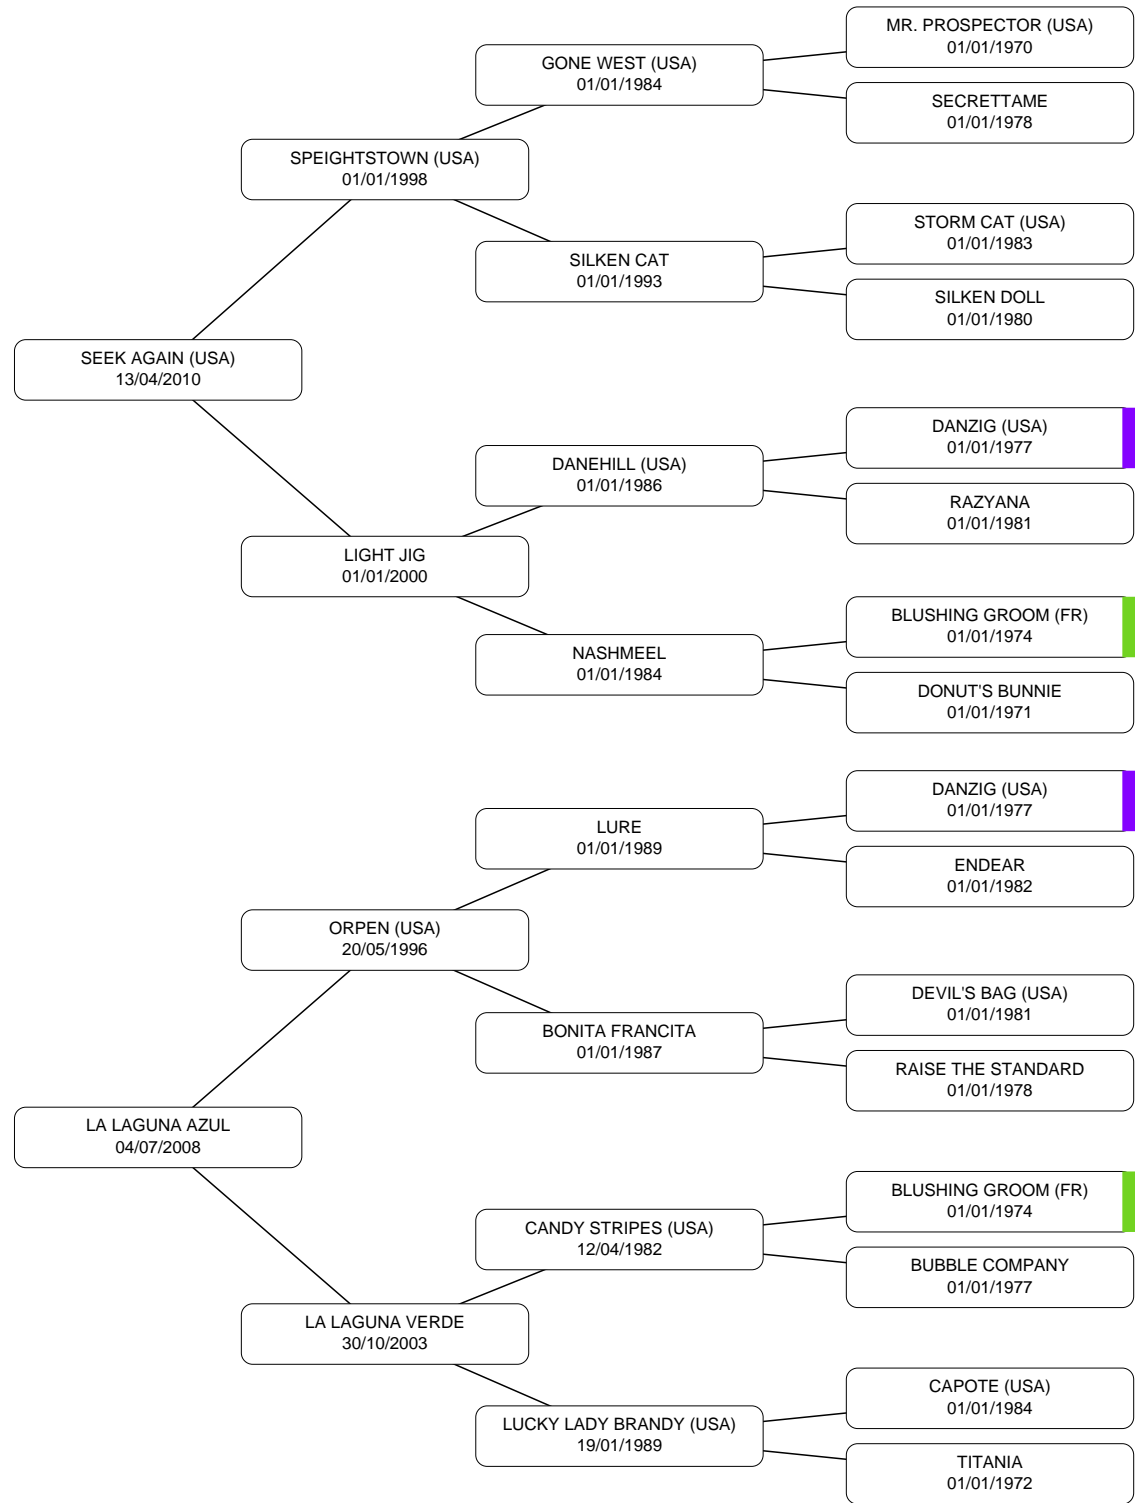 MR. PROSPECTOR (USA)
01/01/1970
GONE WEST (USA)
01/01/1984
SECRETTAME
01/01/1978
SPEIGHTSTOWN (USA)
01/01/1998
STORM CAT (USA)
01/01/1983
SILKEN CAT
01/01/1993
SILKEN DOLL
01/01/1980
SEEK AGAIN (USA)
13/04/2010
DANZIG (USA)
01/01/1977
DANEHILL (USA)
01/01/1986
RAZYANA
01/01/1981
LIGHT JIG
01/01/2000
BLUSHING GROOM (FR)
01/01/1974
NASHMEEL
01/01/1984
DONUT'S BUNNIE
01/01/1971
DANZIG (USA)
01/01/1977
LURE
01/01/1989
ENDEAR
01/01/1982
ORPEN (USA)
20/05/1996
DEVIL'S BAG (USA)
01/01/1981
BONITA FRANCITA
01/01/1987
RAISE THE STANDARD
01/01/1978
LA LAGUNA AZUL
04/07/2008
BLUSHING GROOM (FR)
01/01/1974
CANDY STRIPES (USA)
12/04/1982
BUBBLE COMPANY
01/01/1977
LA LAGUNA VERDE
30/10/2003
CAPOTE (USA)
01/01/1984
LUCKY LADY BRANDY (USA)
19/01/1989
TITANIA
01/01/1972